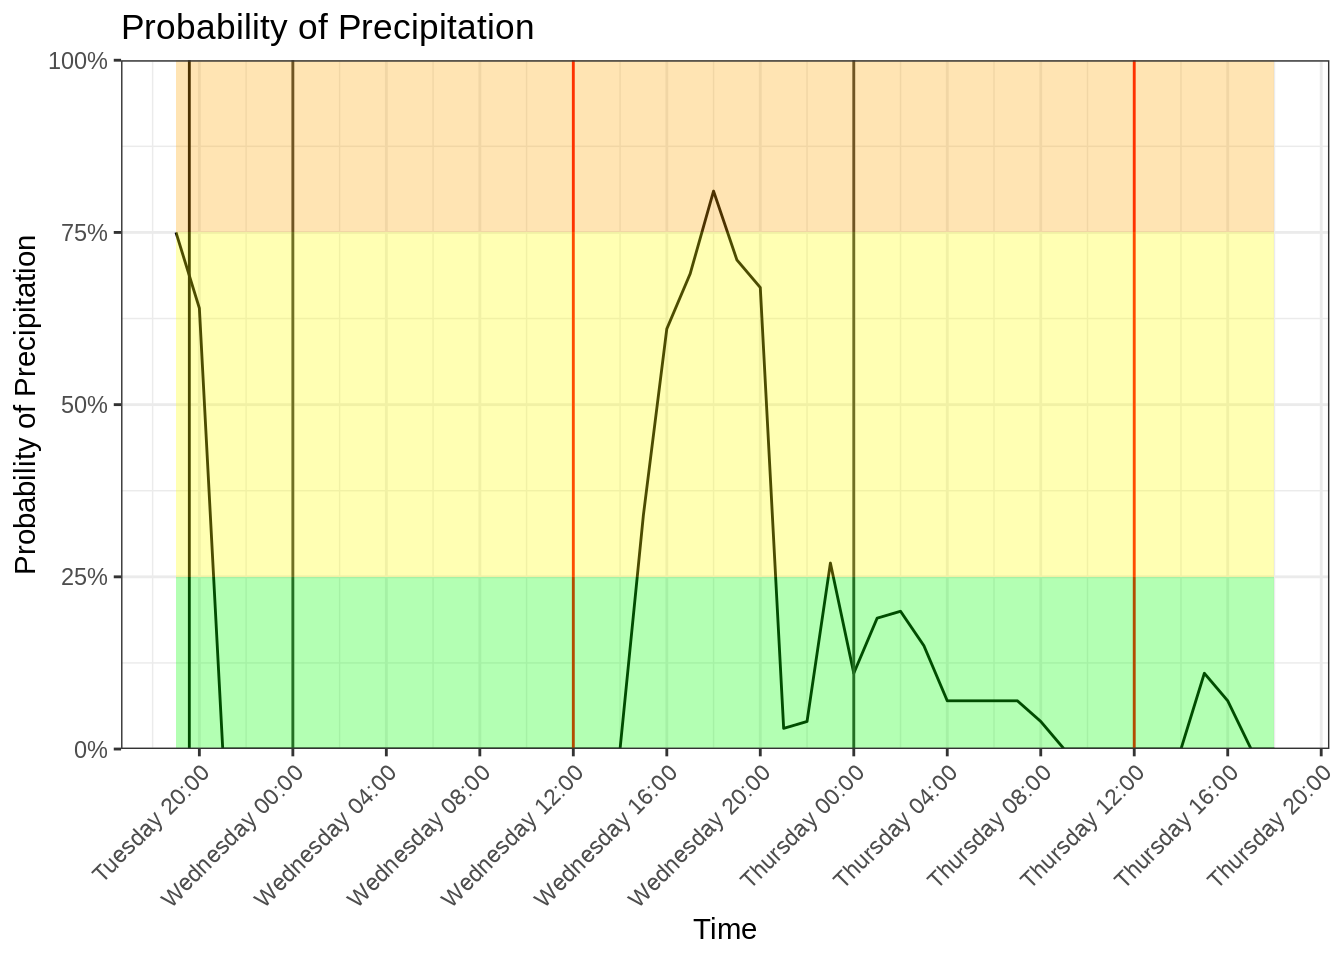 Probability of Precipitation
100%
75%
50%
25%
0%
Probability of Precipitation
Tuesday 20:00
Wednesday 00:00
Wednesday 04:00
Wednesday 08:00
Wednesday 12:00
Wednesday 16:00
Wednesday 20:00
Thursday 00:00
Thursday 04:00
Thursday 08:00
Thursday 12:00
Thursday 16:00
Thursday 20:00
Time